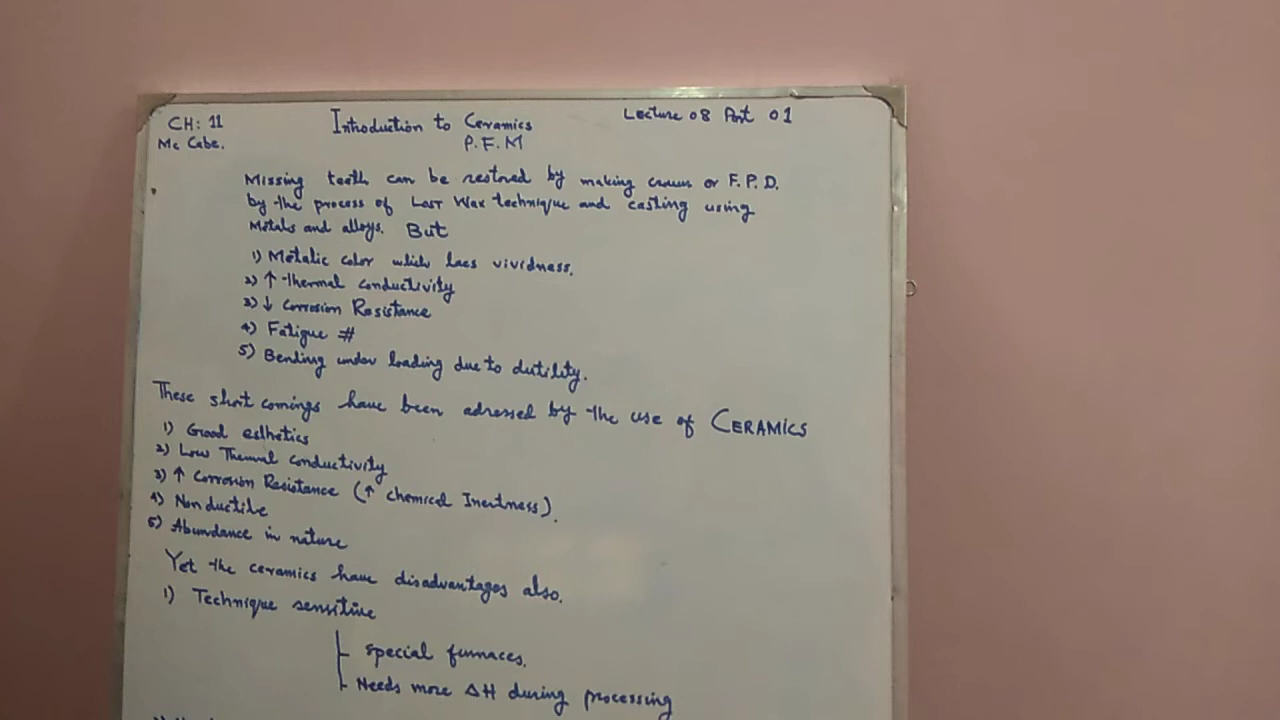 CH: 11 Introduction to Ceramics Lecture 08 Part 01
Mc Cabe. P.F.M
Missing teeth can be restored by making crowns or F.P.D.
by the process of Lost Wax technique and casting using
Metals and alloys. But
1) Metalic color which lacs vividness.
2) ↑ thermal conductivity
3) ↓ Corrosion Resistance
4) Fatigue #
5) Bending under loading due to dutility.
These short comings have been adressed by the use of CERAMICS
1) Good esthetics
2) Low Thermal conductivity
3) ↑ Corrosion Resistance (↑ chemical Inertness).
4) Non ductile
5) Abundance in nature
Yet the ceramics have disadvantages also.
1) Technique sensitive
special furnaces.
Needs more ΔH during processing